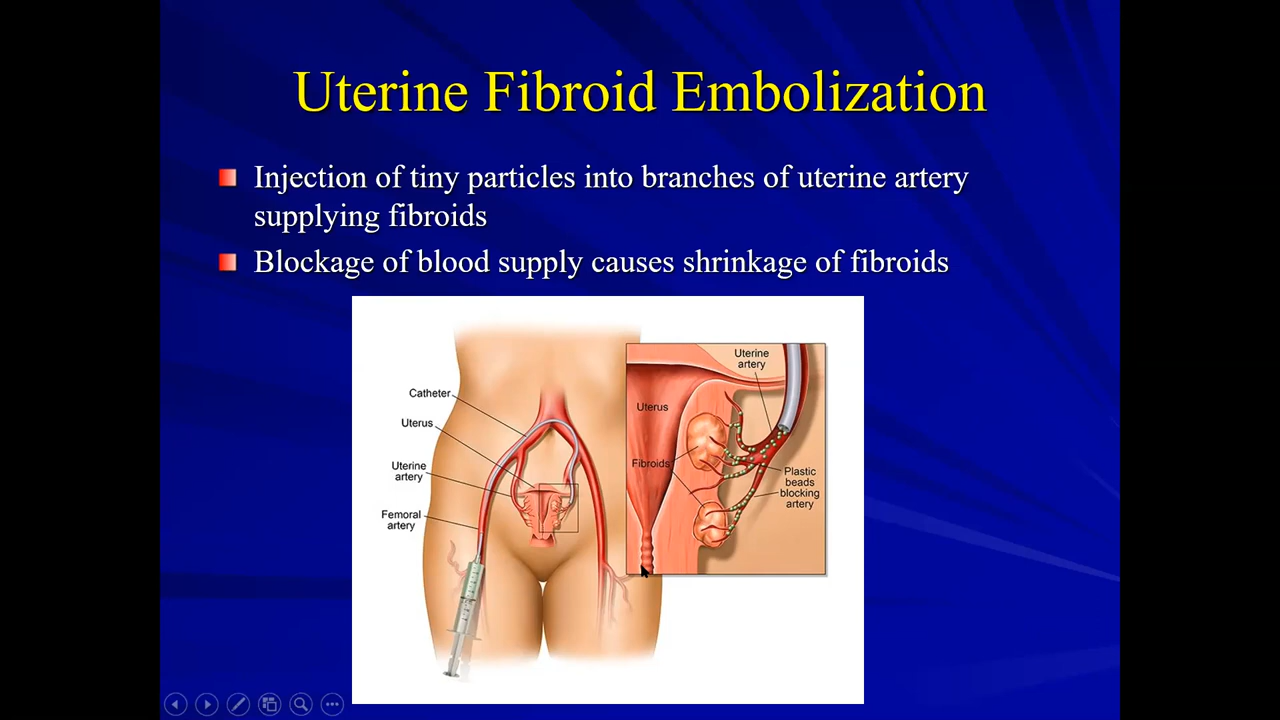 Uterine Fibroid Embolization
Injection of tiny particles into branches of uterine artery
supplying fibroids
Blockage of blood supply causes shrinkage of fibroids
Catheter
Uterus
Uterine
artery
Femoral
artery
Uterine
artery
Uterus
Fibroids
Plastic
beads
blocking
artery